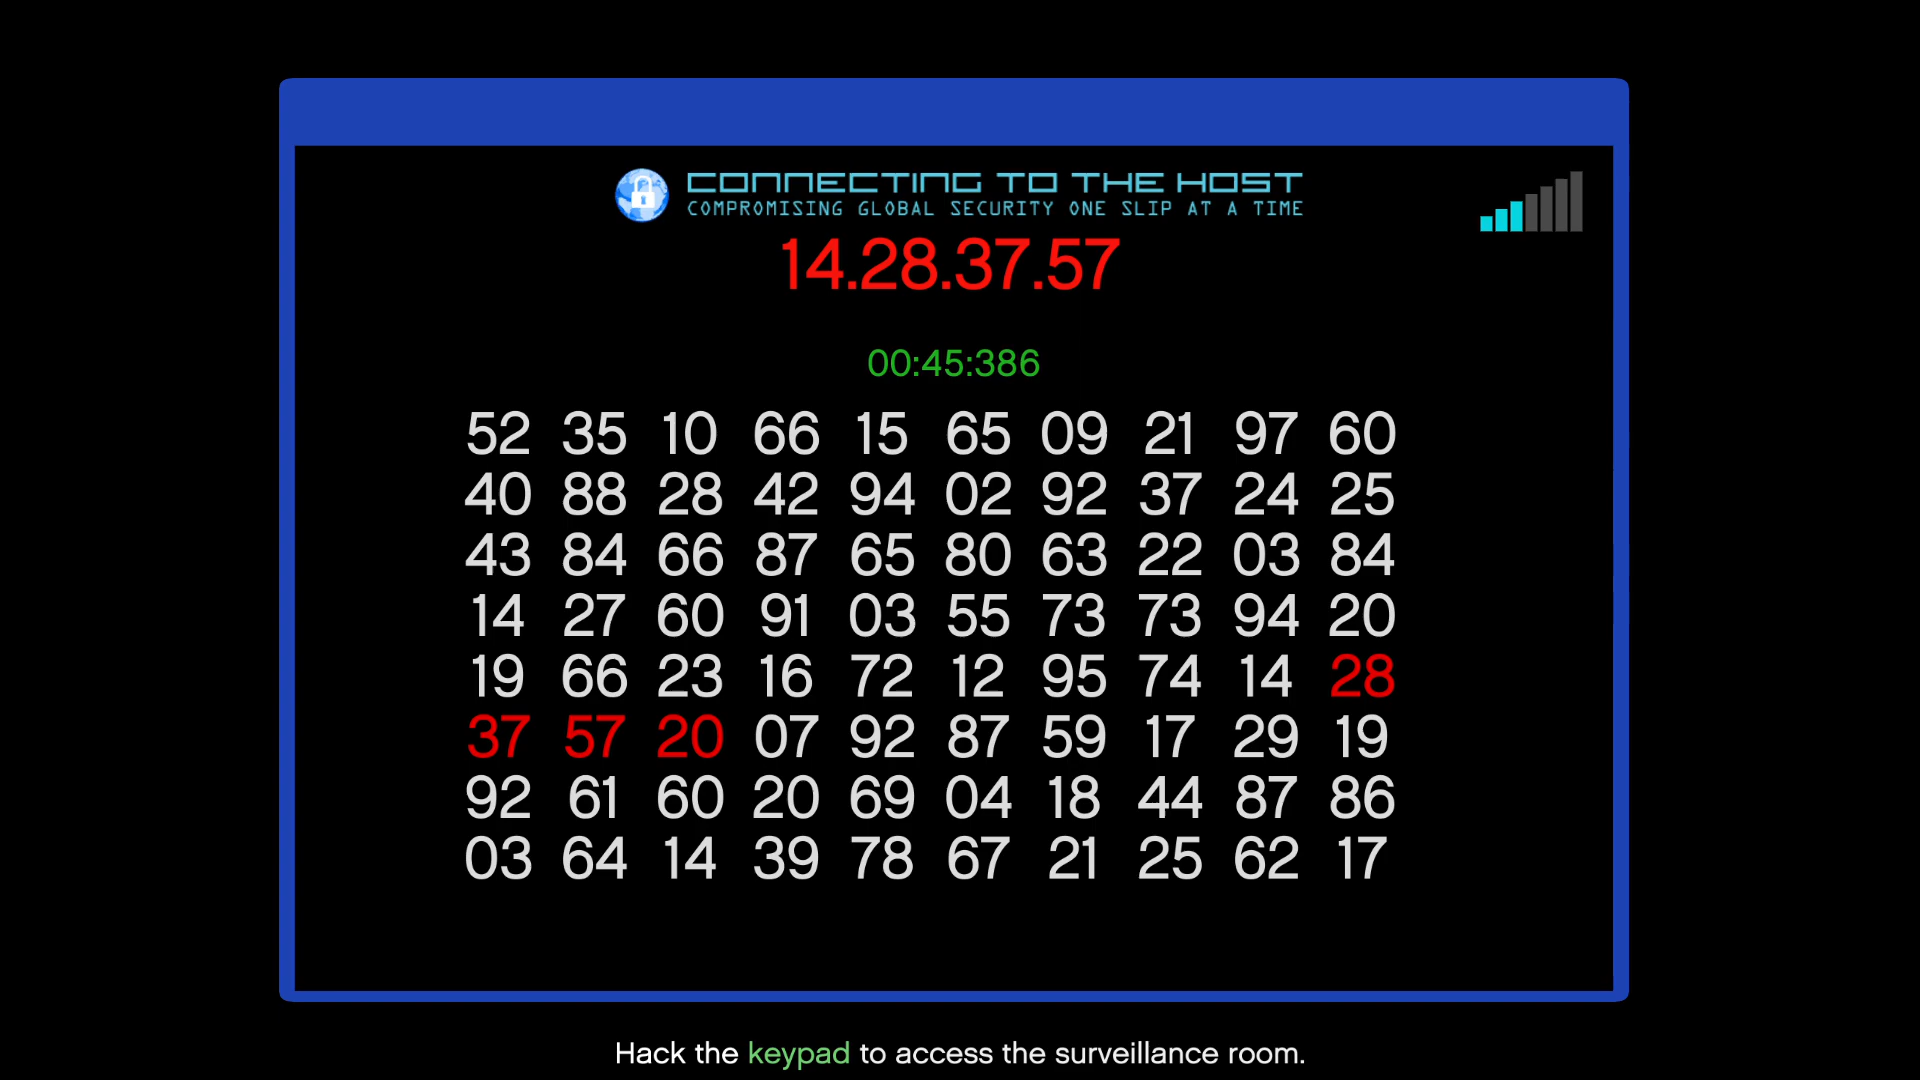 CONNECTING TO THE HOST
COMPROMISING GLOBAL SECURITY ONE SLIP AT A TIME
14.28.37.57
00:45:386
52 35 10 66 15 65 09 21 97 60
40 88 28 42 94 02 92 37 24 25
43 84 66 87 65 80 63 22 03 84
14 27 60 91 03 55 73 73 94 20
19 66 23 16 72 12 95 74 14 28
37 57 20 07 92 87 59 17 29 19
92 61 60 20 69 04 18 44 87 86
03 64 14 39 78 67 21 25 62 17
Hack the keypad to access the surveillance room.